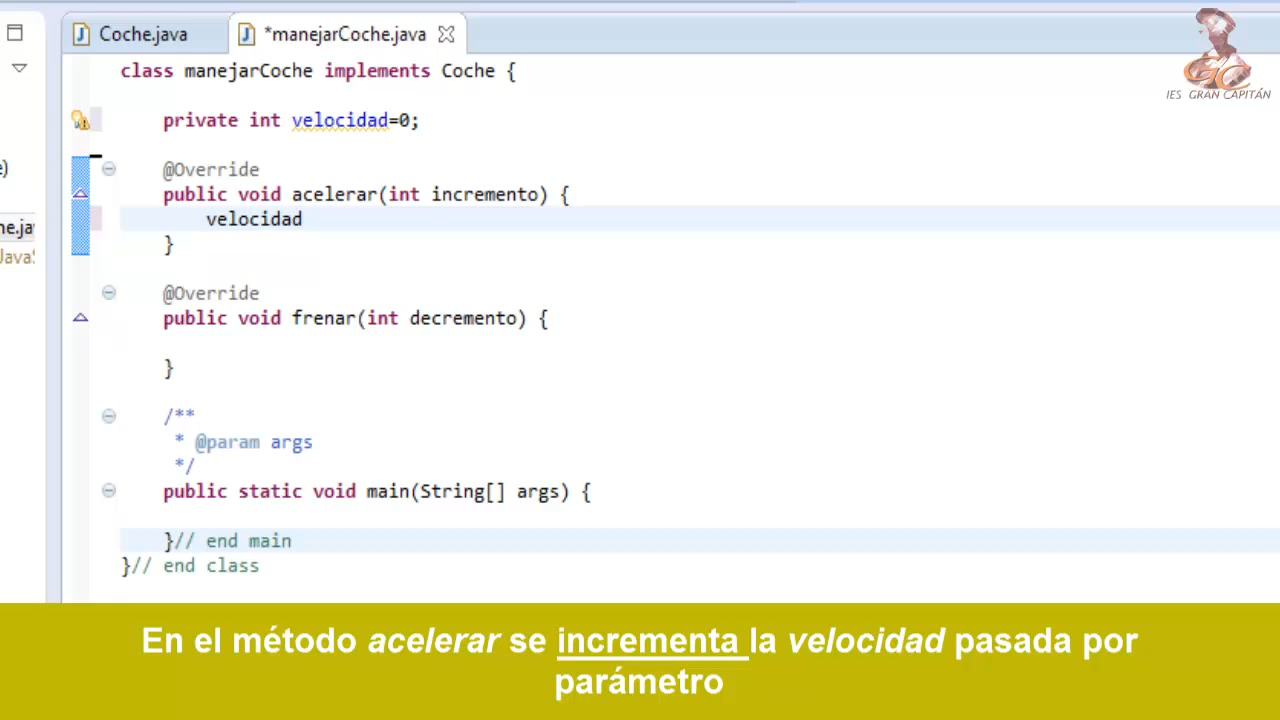 Coche.java
*manejarCoche.java
IES GRAN CAPITÁN
class manejarCoche implements Coche {
private int velocidad=0;
@Override
public void acelerar(int incremento) {
velocidad
}
@Override
public void frenar(int decremento) {
}
/**
* @param args
*/
public static void main(String[] args) {
}// end main
}// end class
En el método acelerar se incrementa la velocidad pasada por
parámetro